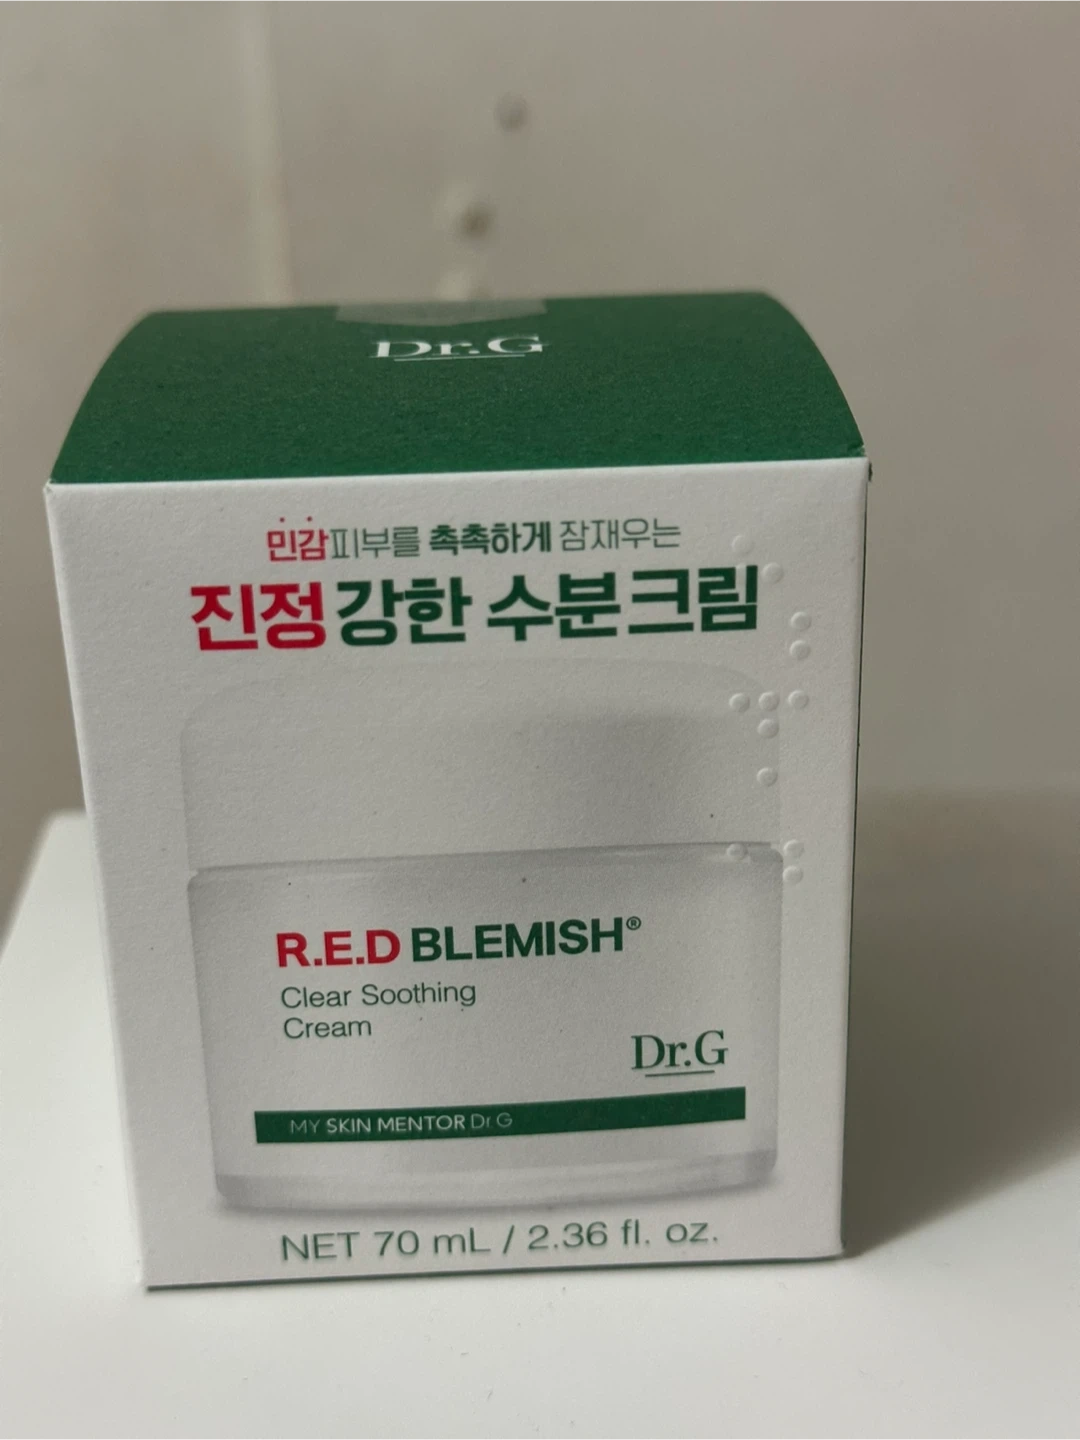 Dr.G
민감피부를 촉촉하게 잠재우는
진정 강한 수분크림
R.E.D BLEMISH®
Clear Soothing
Cream
Dr.G
MY SKIN MENTOR Dr G
NET 70 mL / 2.36 fl. oz.